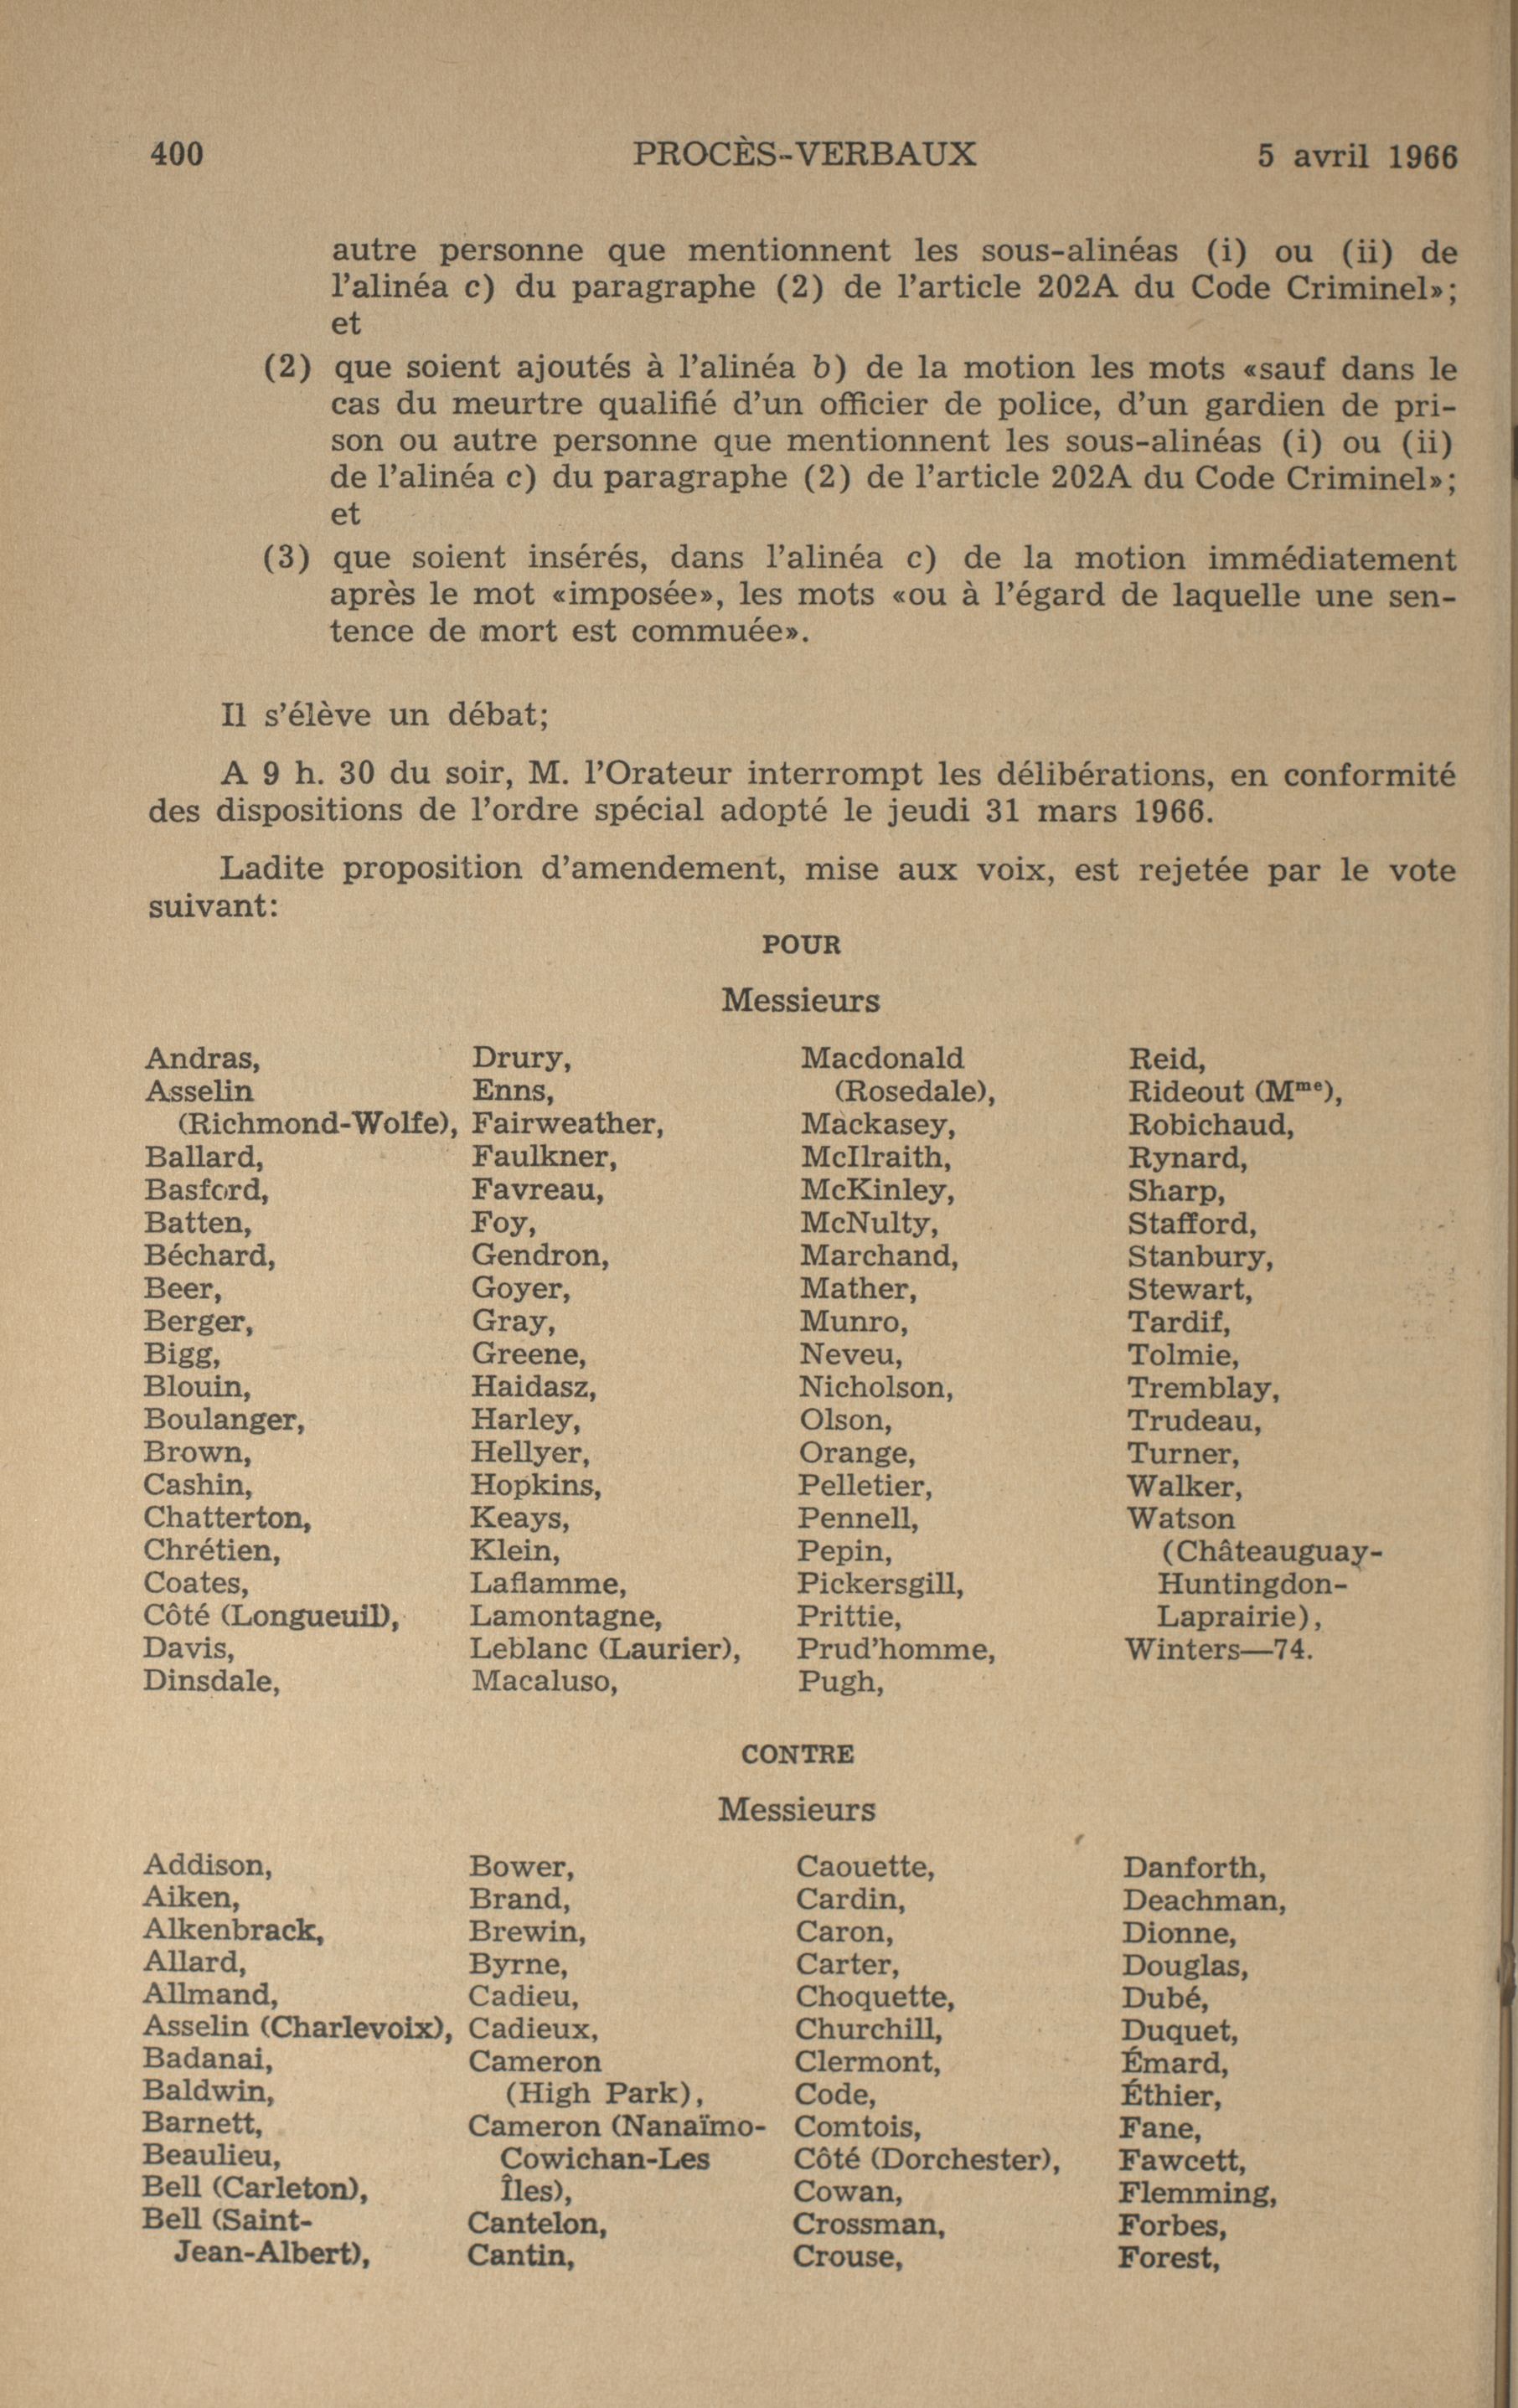 400 PROCÈS-VERBAUX 5 avril 1966
autre personne que mentionnent les sous-alinéas (i) ou (ii) de
l'alinéa c) du paragraphe (2) de l'article 202A du Code Criminel»;
et
(2) que soient ajoutés à l'alinéa b) de la motion les mots «sauf dans le
cas du meurtre qualifié d'un officier de police, d'un gardien de pri-
son ou autre personne que mentionnent les sous-alinéas (i) ou (ii)
de l'alinéa c) du paragraphe (2) de l'article 202A du Code Criminel»;
et
(3) que soient insérés, dans l'alinéa c) de la motion immédiatement
après le mot «imposée», les mots «ou à l'égard de laquelle une sen-
tence de mort est commuée».
Il s'élève un débat;
A 9 h. 30 du soir, M. l'Orateur interrompt les délibérations, en conformité
des dispositions de l'ordre spécial adopté le jeudi 31 mars 1966.
Ladite proposition d'amendement, mise aux voix, est rejetée par le vote
suivant:
POUR
Messieurs
Andras,
Asselin
(Richmond-Wolfe),
Ballard,
Basford,
Batten,
Béchard,
Beer,
Berger,
Bigg,
Blouin,
Boulanger,
Brown,
Cashin,
Chatterton,
Chrétien,
Coates,
Côté (Longueuil),
Davis,
Dinsdale,
Drury,
Enns,
Fairweather,
Faulkner,
Favreau,
Foy,
Gendron,
Goyer,
Gray,
Greene,
Haidasz,
Harley,
Hellyer,
Hopkins,
Keays,
Klein,
Laflamme,
Lamontagne,
Leblanc (Laurier),
Macaluso,
Macdonald
(Rosedale),
Mackasey,
McIlraith,
McKinley,
McNulty,
Marchand,
Mather,
Munro,
Neveu,
Nicholson,
Olson,
Orange,
Pelletier,
Pennell,
Pepin,
Pickersgill,
Prittie,
Prud'homme,
Pugh,
Reid,
Rideout (Mme),
Robichaud,
Rynard,
Sharp,
Stafford,
Stanbury,
Stewart,
Tardif,
Tolmie,
Tremblay,
Trudeau,
Turner,
Walker,
Watson
(Châteauguay-
Huntingdon-
Laprairie),
Winters—74.
CONTRE
Messieurs
Addison,
Aiken,
Alkenbrack,
Allard,
Allmand,
Asselin (Charlevoix),
Badanai,
Baldwin,
Barnett,
Beaulieu,
Bell (Carleton),
Bell (Saint-
Jean-Albert),
Bower,
Brand,
Brewin,
Byrne,
Cadieu,
Cadieux,
Cameron
(High Park),
Cameron (Nanaïmo-
Cowichan-Les
Îles),
Cantelon,
Cantin,
Caouette,
Cardin,
Caron,
Carter,
Choquette,
Churchill,
Clermont,
Code,
Comtois,
Côté (Dorchester),
Cowan,
Crossman,
Crouse,
Danforth,
Deachman,
Dionne,
Douglas,
Dubé,
Duquet,
Émard,
Éthier,
Fane,
Fawcett,
Flemming,
Forbes,
Forest,